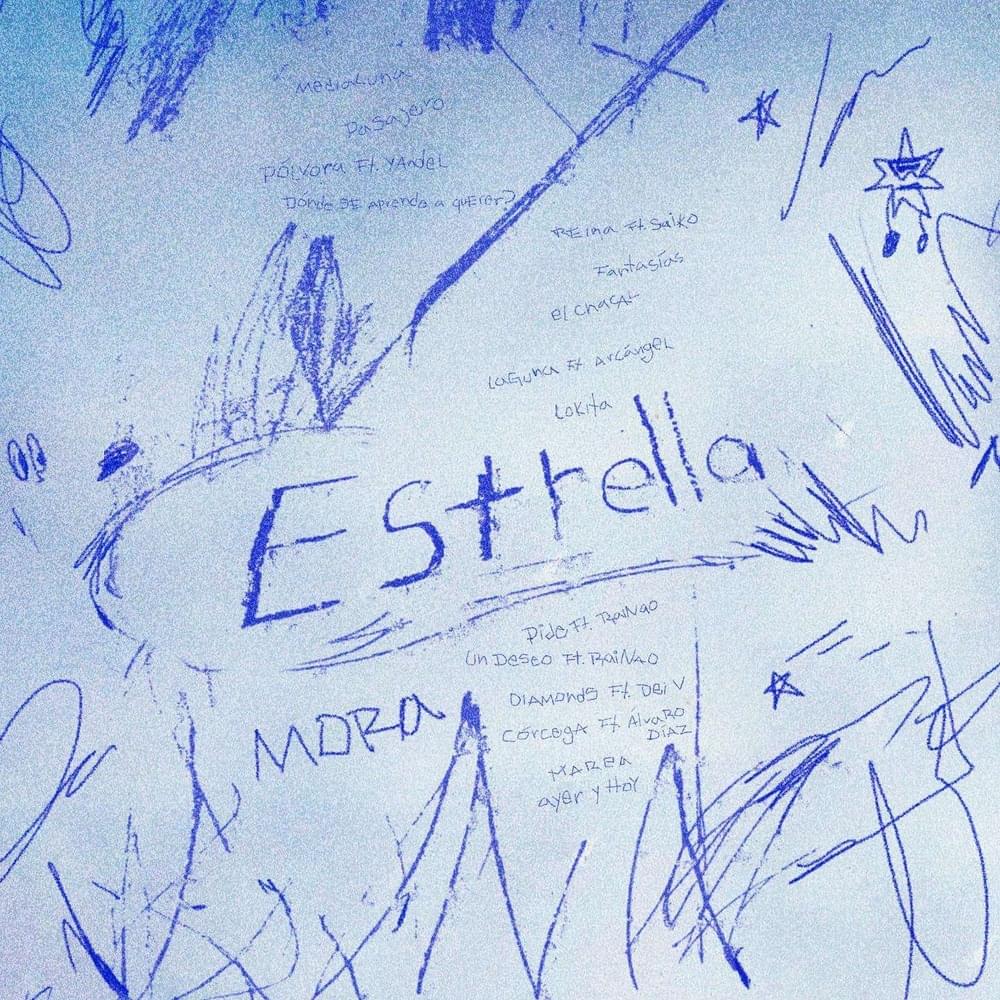 MediaLuna
Pasajero
Pólvora Ft. YAndel
Donde SE aprende a quErer?
REina Ft. Saiko
Fantasías
el chacal
LaGuna Ft Arcángel
Lokita
Estrella
Pide Ft. RaiNao
Un Deseo Ft. RaiNAO
MORa
DIAMONDS Ft. Dei V
CórcegA Ft Álvaro
DíAZ
MAREA
ayer y Hoy